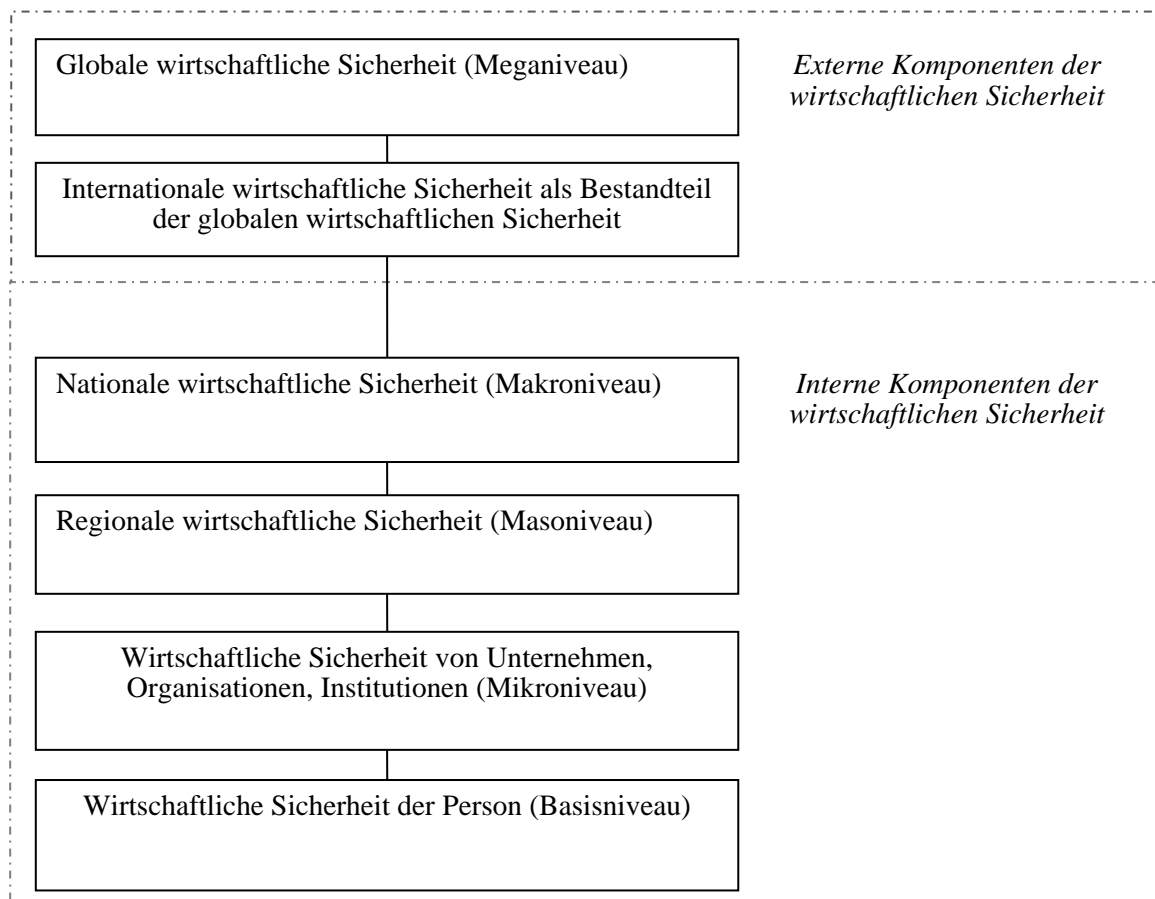 Globale wirtschaftliche Sicherheit (Meganiveau)
Externe Komponenten der
wirtschaftlichen Sicherheit
Internationale wirtschaftliche Sicherheit als Bestandteil
der globalen wirtschaftlichen Sicherheit
Nationale wirtschaftliche Sicherheit (Makroniveau)
Interne Komponenten der
wirtschaftlichen Sicherheit
Regionale wirtschaftliche Sicherheit (Masoniveau)
Wirtschaftliche Sicherheit von Unternehmen,
Organisationen, Institutionen (Mikroniveau)
Wirtschaftliche Sicherheit der Person (Basisniveau)